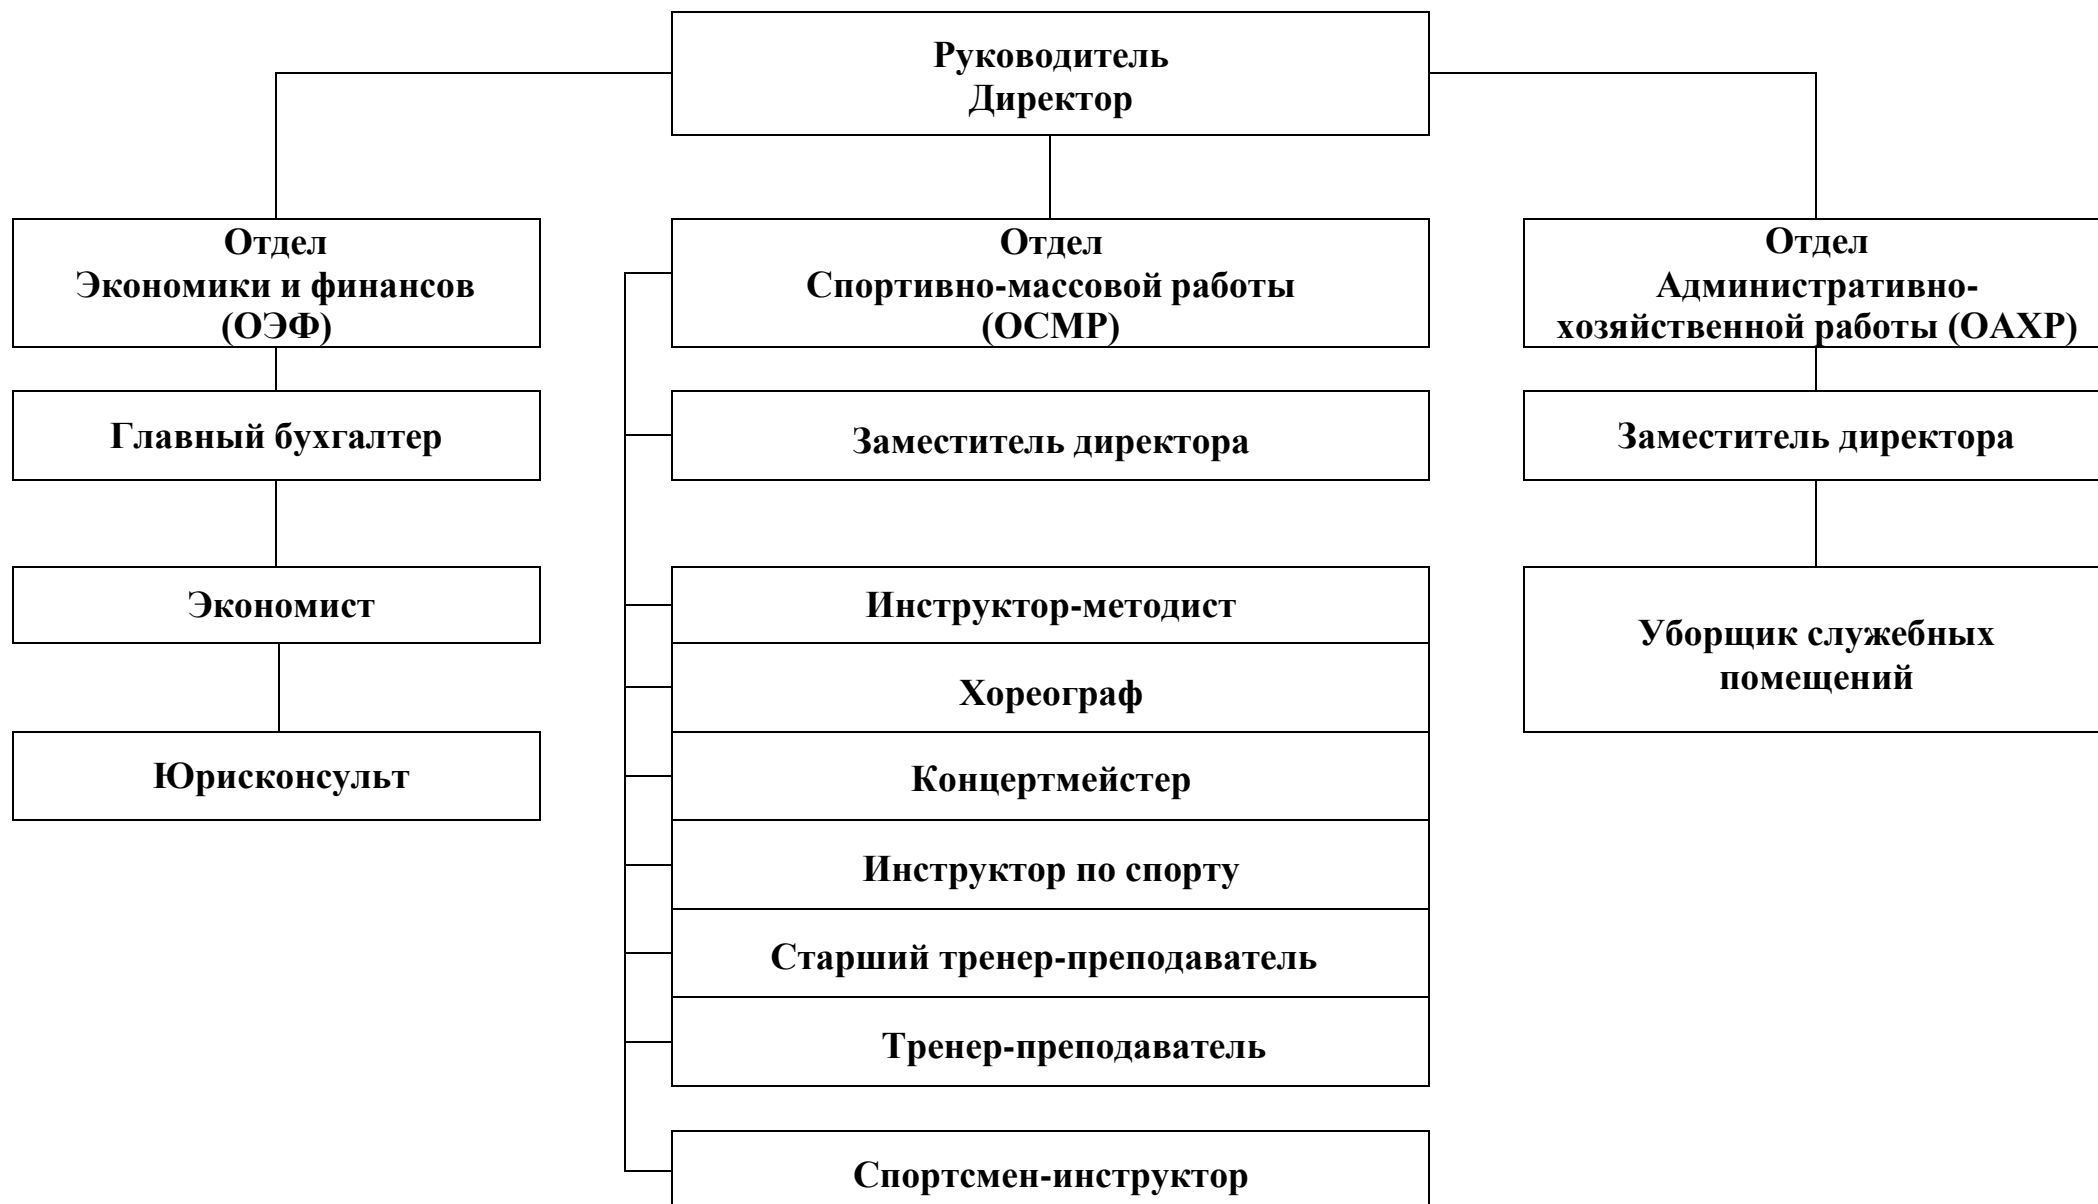 Руководитель
Директор
Отдел
Экономики и финансов
(ОЭФ)
Отдел
Спортивно-массовой работы
(ОСМР)
Отдел
Административно-
хозяйственной работы (ОАХР)
Главный бухгалтер
Заместитель директора
Заместитель директора
Экономист
Инструктор-методист
Уборщик служебных
помещений
Хореограф
Юрисконсульт
Концертмейстер
Инструктор по спорту
Старший тренер-преподаватель
Тренер-преподаватель
Спортсмен-инструктор